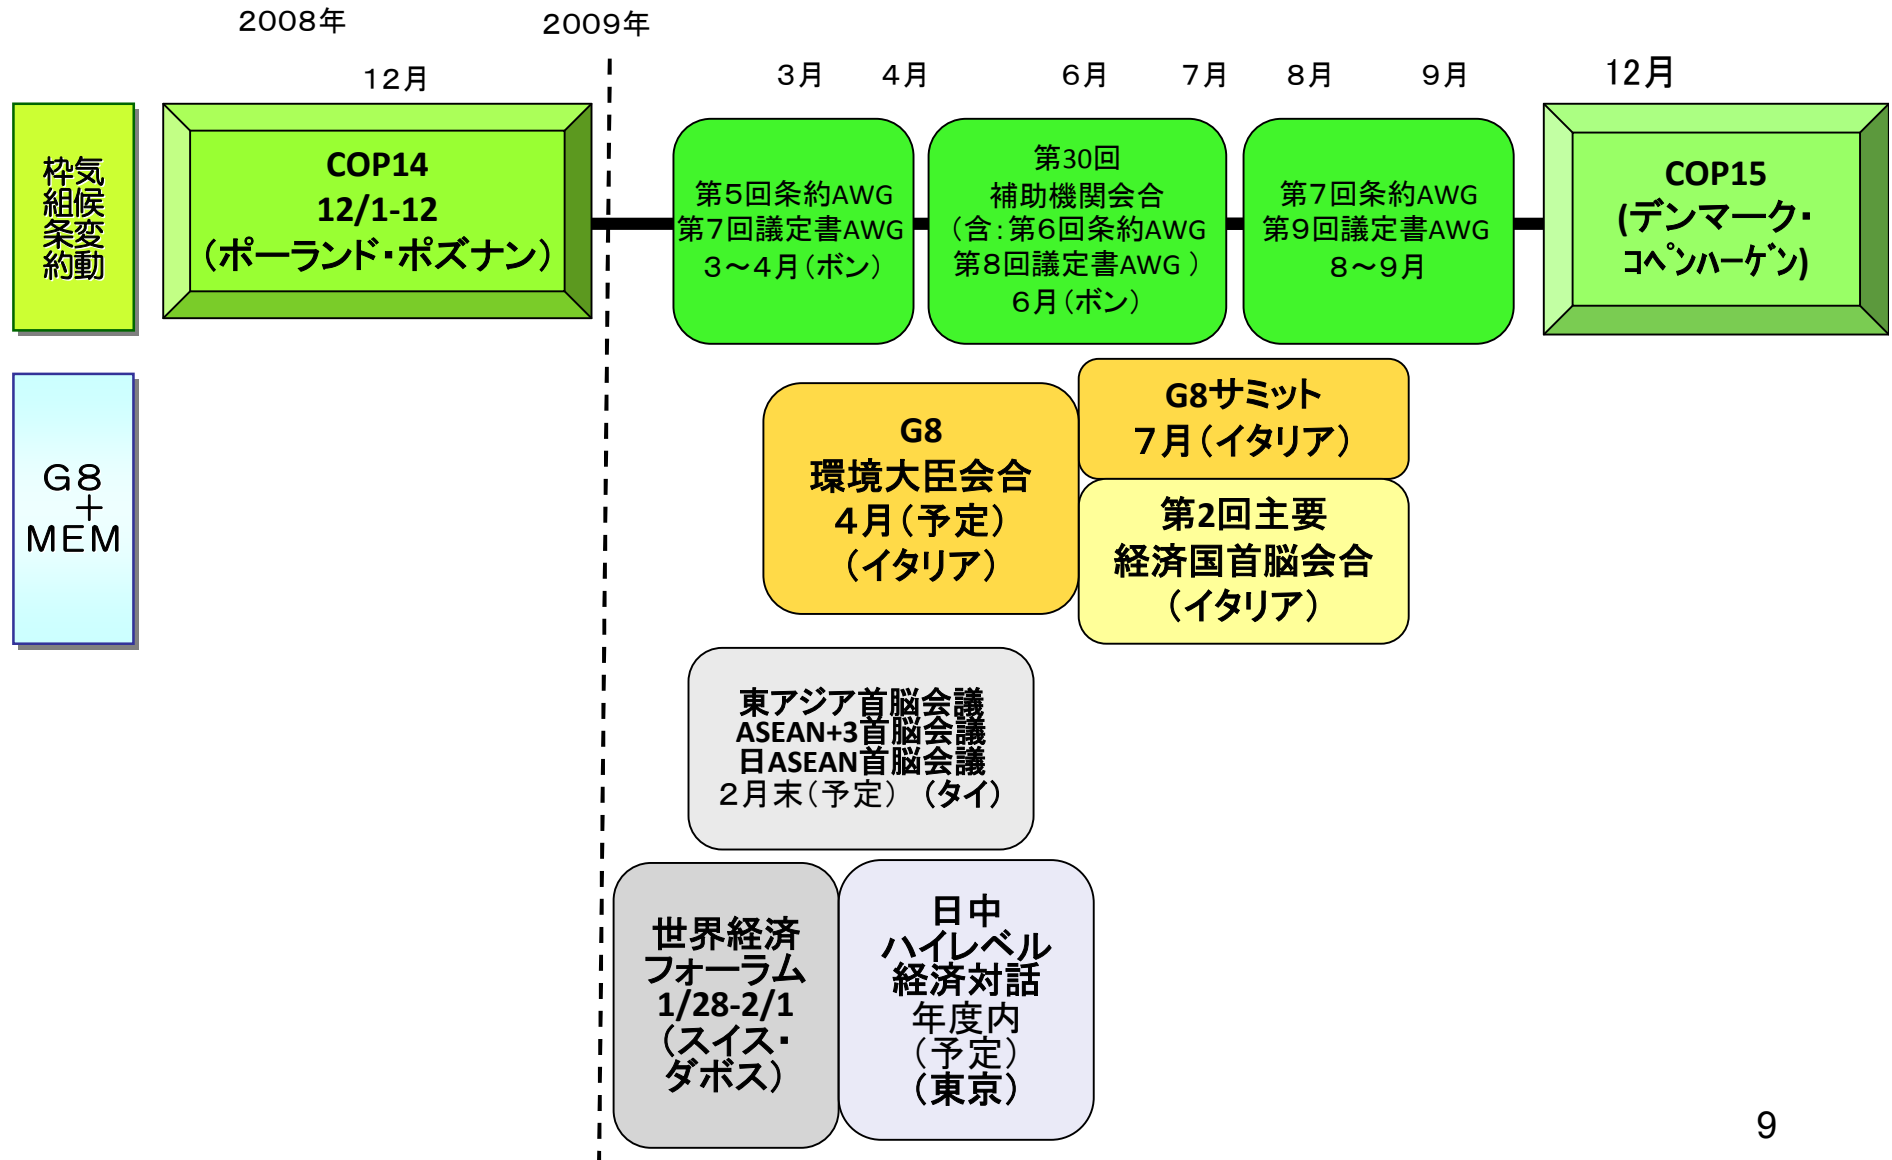 2008年
2009年
12月
3月
4月
6月
7月
8月
9月
12月
気候変動
枠組条約
COP14
12/1-12
（ポーランド・ポズナン）
第5回条約AWG
第7回議定書AWG
３～４月（ボン）
第30回
補助機関会合
（含：第６回条約AWG
第８回議定書AWG ）
６月（ボン）
第７回条約AWG
第９回議定書AWG
８～９月
COP15
(デンマーク・
ｺﾍﾟﾝﾊｰｹﾞﾝ)
Ｇ８
＋
ＭＥＭ
G8
環境大臣会合
４月（予定）
（イタリア）
G8サミット
７月（イタリア）
第2回主要
経済国首脳会合
（イタリア）
東アジア首脳会議
ASEAN+3首脳会議
日ASEAN首脳会議
２月末（予定）（タイ）
世界経済
フォーラム
1/28-2/1
（スイス・
ダボス）
日中
ハイレベル
経済対話
年度内
（予定）
（東京）
9